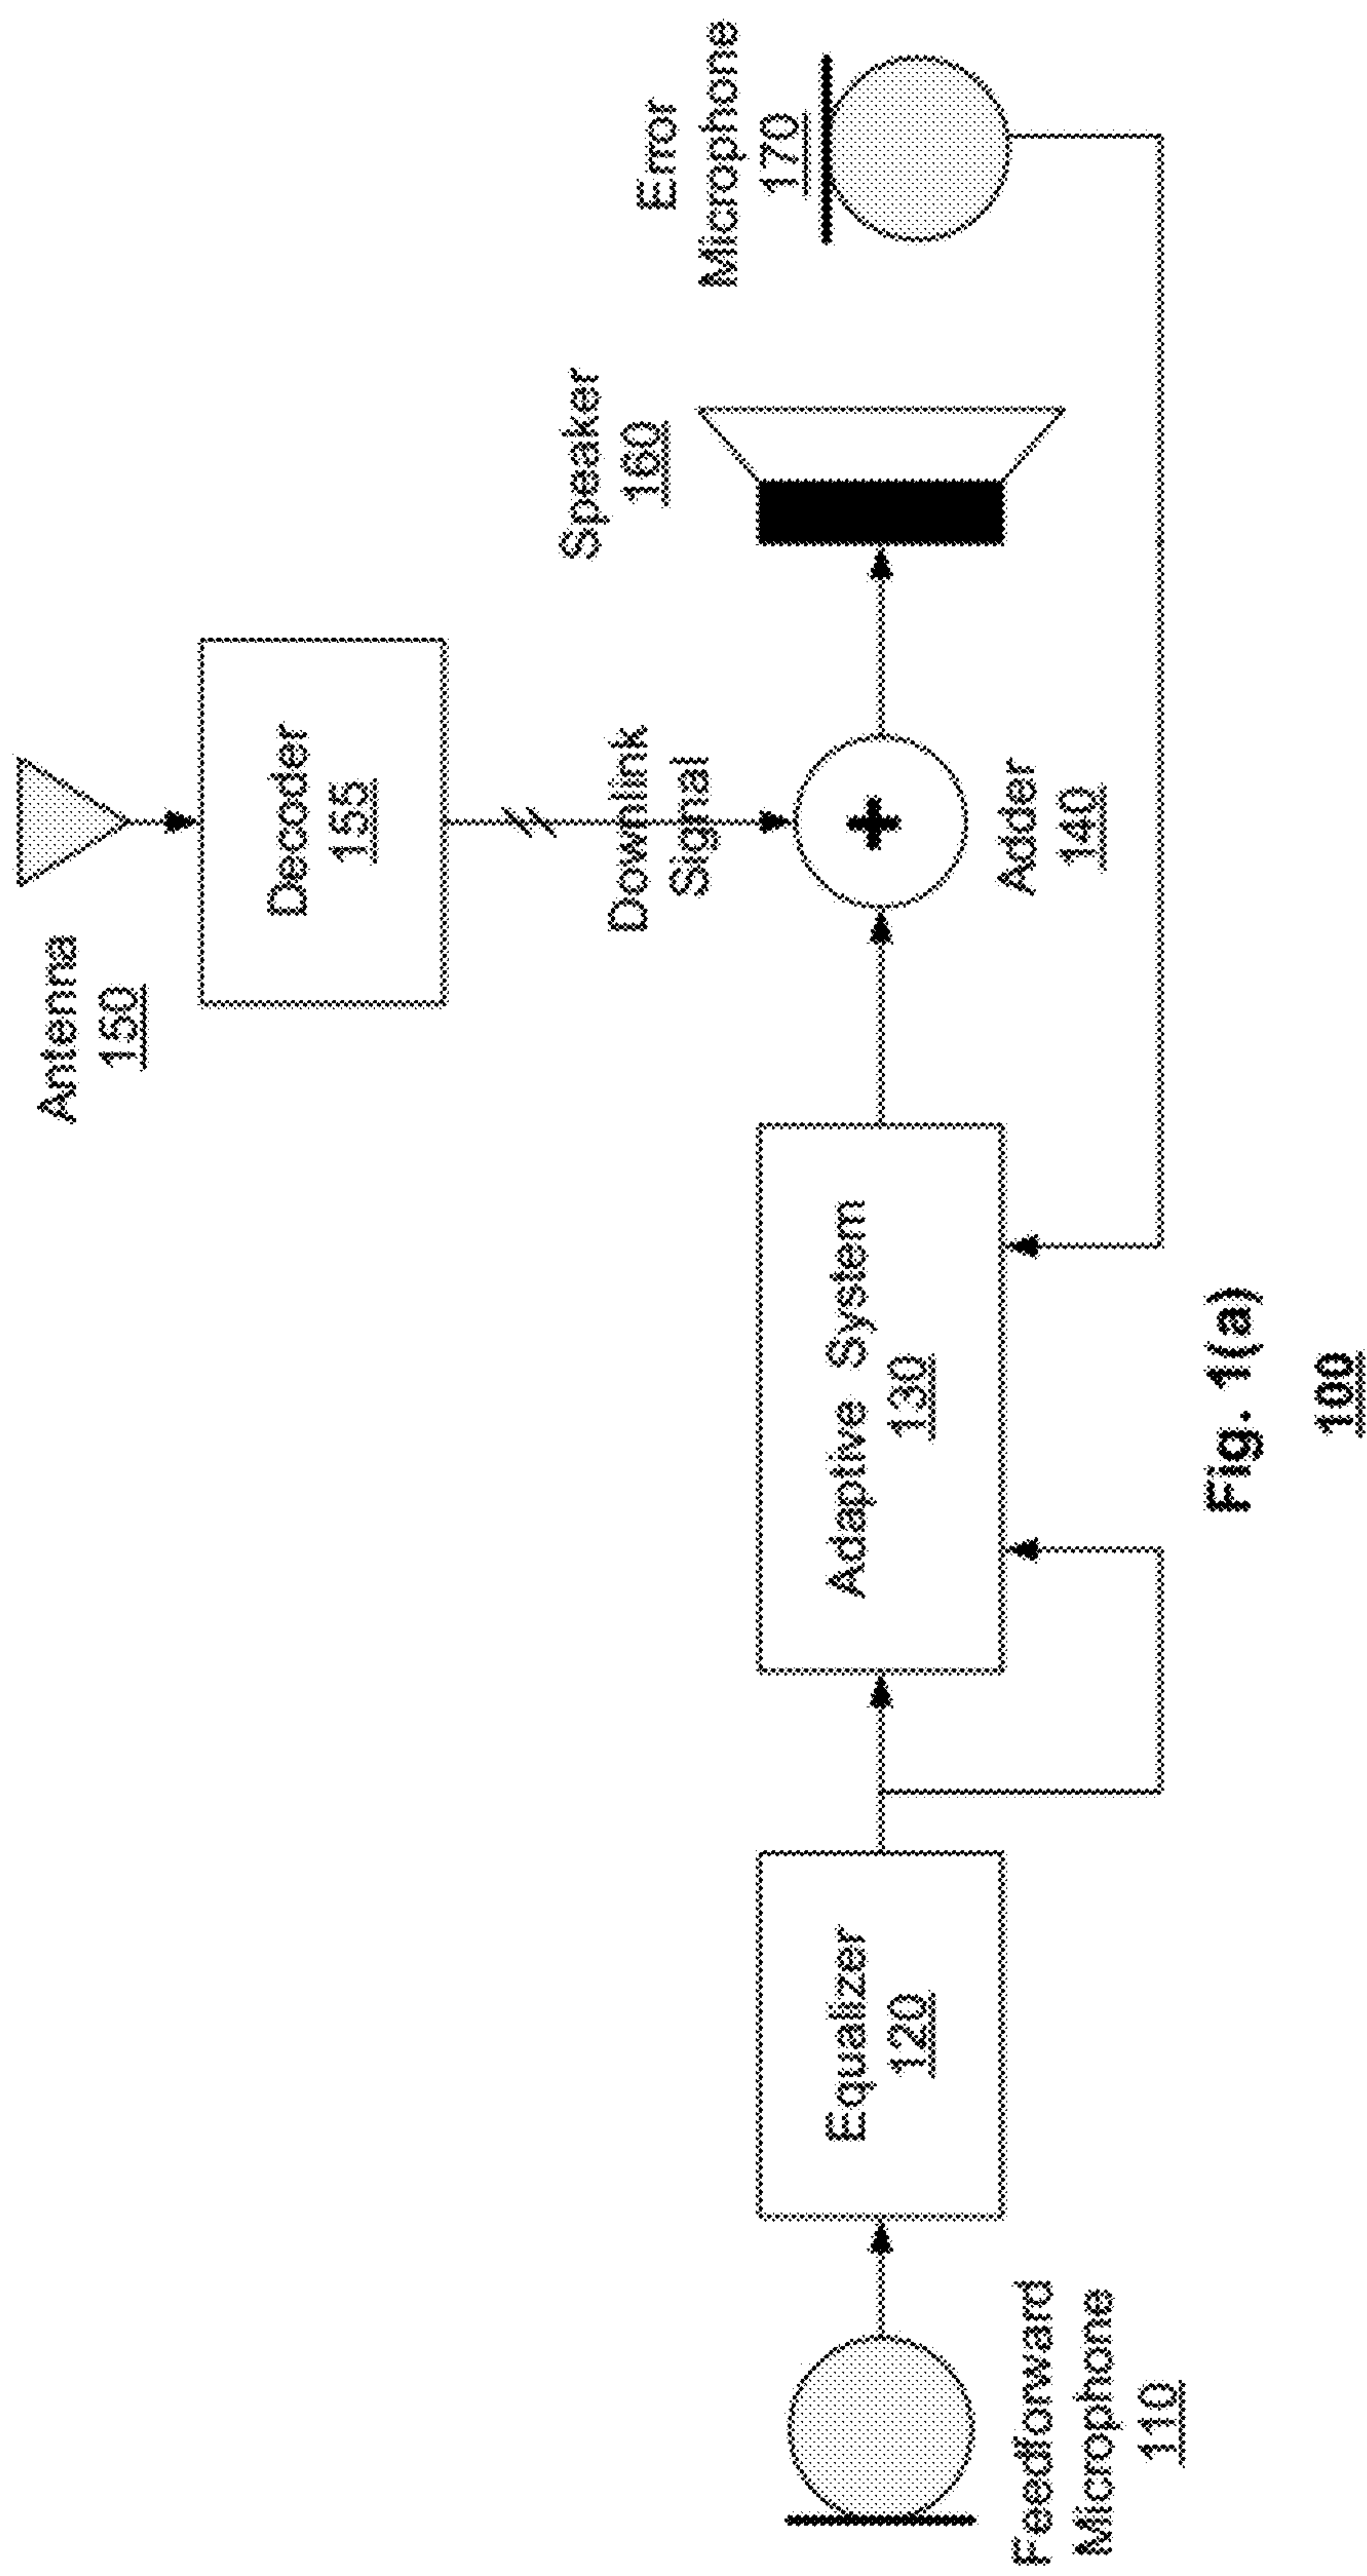 Antenna
150
Decoder
155
Downlink
Signal
Speaker
160
Error
Microphone
170
Feedforward
Microphone
110
Equalizer
120
Adaptive System
130
+
Adder
140
Fig. 1(a)
100